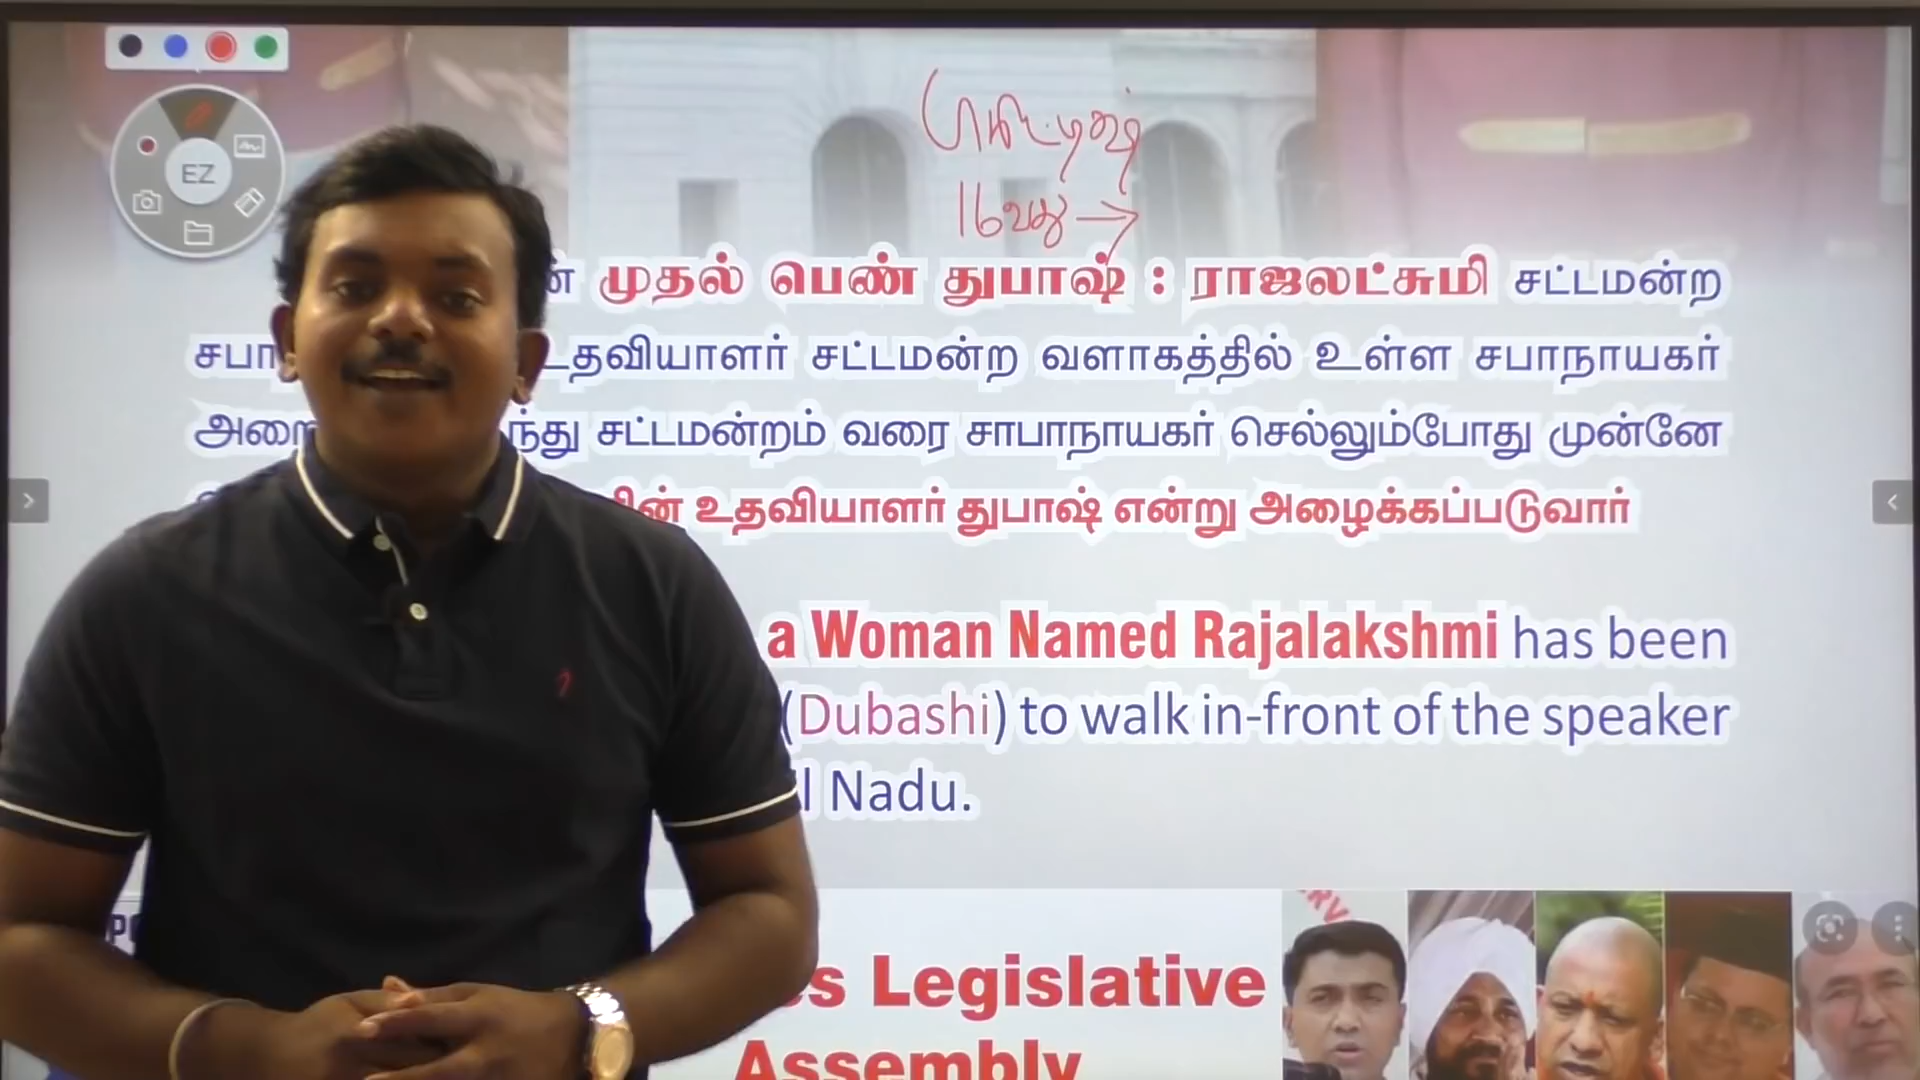 EZ
பிரிட்டிஷ்
16வது →
ன் முதல் பெண் துபாஷ் : ராஜலட்சுமி சட்டமன்ற
சபா உதவியாளர் சட்டமன்ற வளாகத்தில் உள்ள சபாநாயகர்
அறை ந்து சட்டமன்றம் வரை சாபாநாயகர் செல்லும்போது முன்னே
ின் உதவியாளர் துபாஷ் என்று அழைக்கப்படுவார்
a Woman Named Rajalakshmi has been
(Dubashi) to walk in-front of the speaker
l Nadu.
es Legislative
Assembly